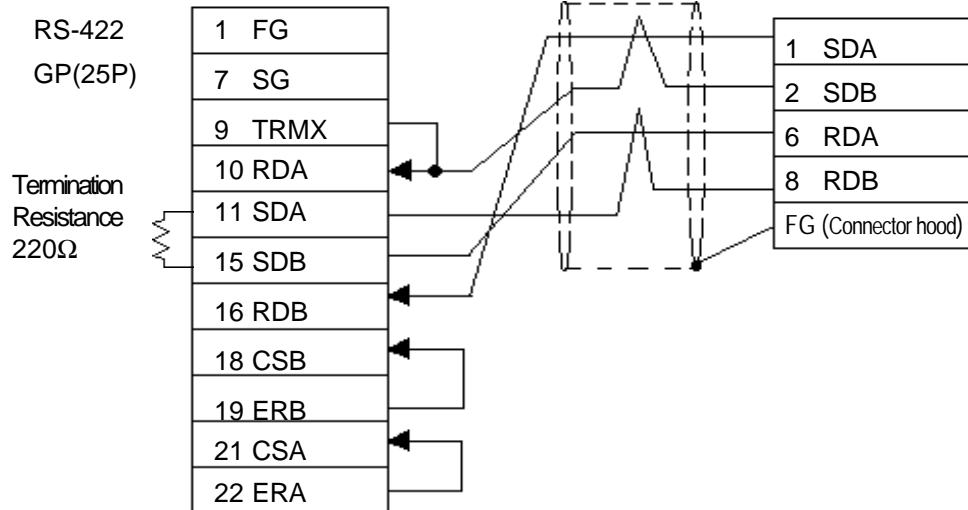 RS-422
GP(25P)
Termination
Resistance
220Ω
1 FG
7 SG
9 TRMX
10 RDA
11 SDA
15 SDB
16 RDB
18 CSB
19 ERB
21 CSA
22 ERA
1 SDA
2 SDB
6 RDA
8 RDB
FG (Connector hood)